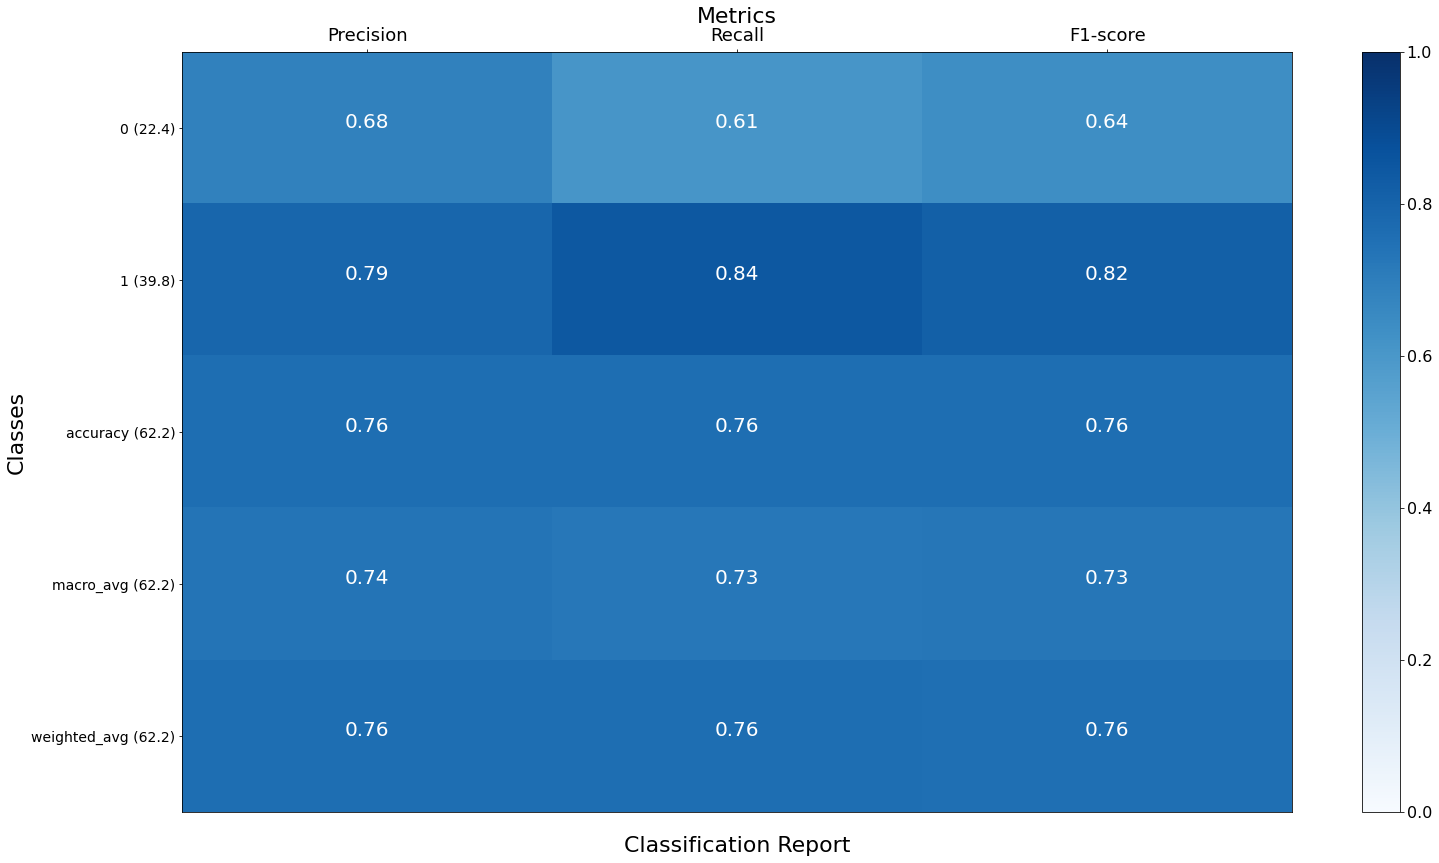 Metrics
Precision Recall F1-score
0 (22.4) 0.68 0.61 0.64
1 (39.8) 0.79 0.84 0.82
accuracy (62.2) 0.76 0.76 0.76
macro_avg (62.2) 0.74 0.73 0.73
weighted_avg (62.2) 0.76 0.76 0.76
Classes
Classification Report
1.0
0.8
0.6
0.4
0.2
0.0